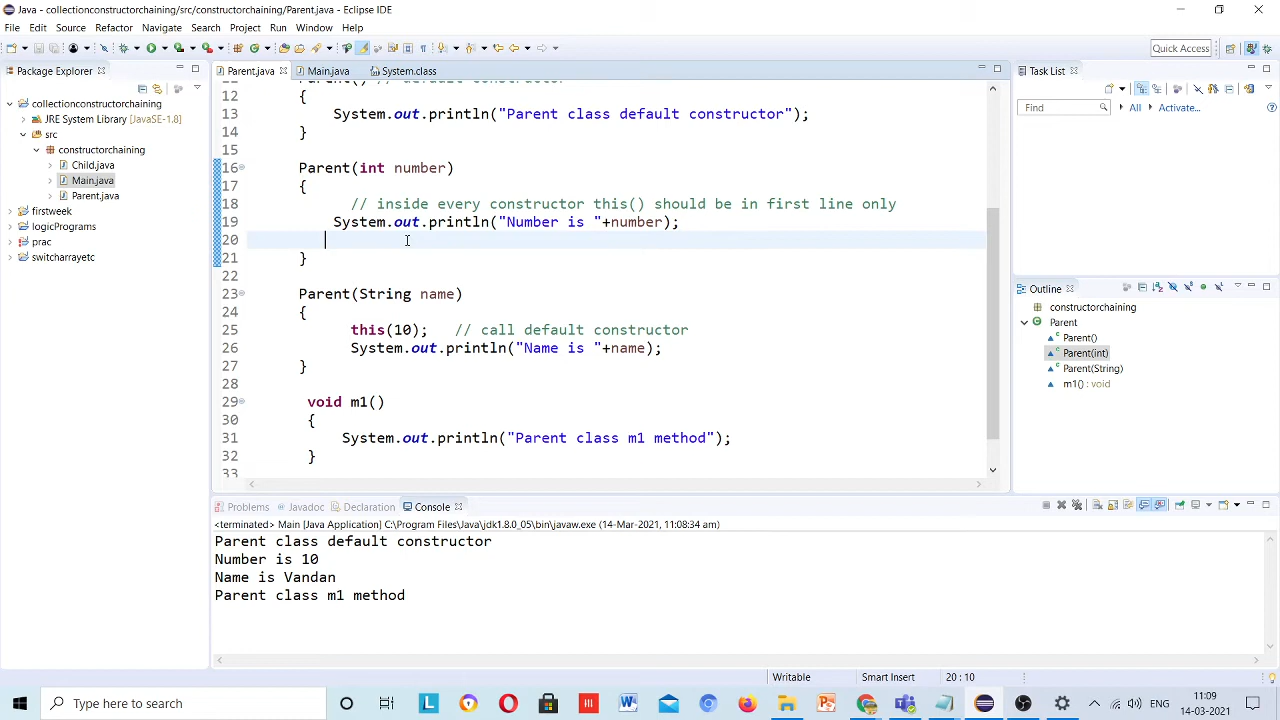 Java - collectionconstructorchaining/src/constructorchaining/Parent.java - Eclipse IDE
File Edit Source Refactor Navigate Search Project Run Window Help
Quick Access
Package Explorer
collectionconstructorchaining
JRE System Library [JavaSE-1.8]
src
constructorchaining
Child.java
Main.java
Parent.java
firstweek
logicPrograms
prac
switcharrayetc
Parent.java Main.java System.class
11 Parent() // default constructor
12 {
13 System.out.println("Parent class default constructor");
14 }
15
16 Parent(int number)
17 {
18 // inside every constructor this() should be in first line only
19 System.out.println("Number is "+number);
20
21 }
22
23 Parent(String name)
24 {
25 this(10); // call default constructor
26 System.out.println("Name is "+name);
27 }
28
29 void m1()
30 {
31 System.out.println("Parent class m1 method");
32 }
33
Task List
Find All Activate...
Outline
constructorchaining
Parent
Parent()
Parent(int)
Parent(String)
m1() : void
Problems Javadoc Declaration Console
<terminated> Main [Java Application] C:\Program Files\Java\jdk1.8.0_05\bin\javaw.exe (14-Mar-2021, 11:08:34 am)
Parent class default constructor
Number is 10
Name is Vandan
Parent class m1 method
Writable Smart Insert 20 : 10
Type here to search
ENG
11:09
14-03-2021